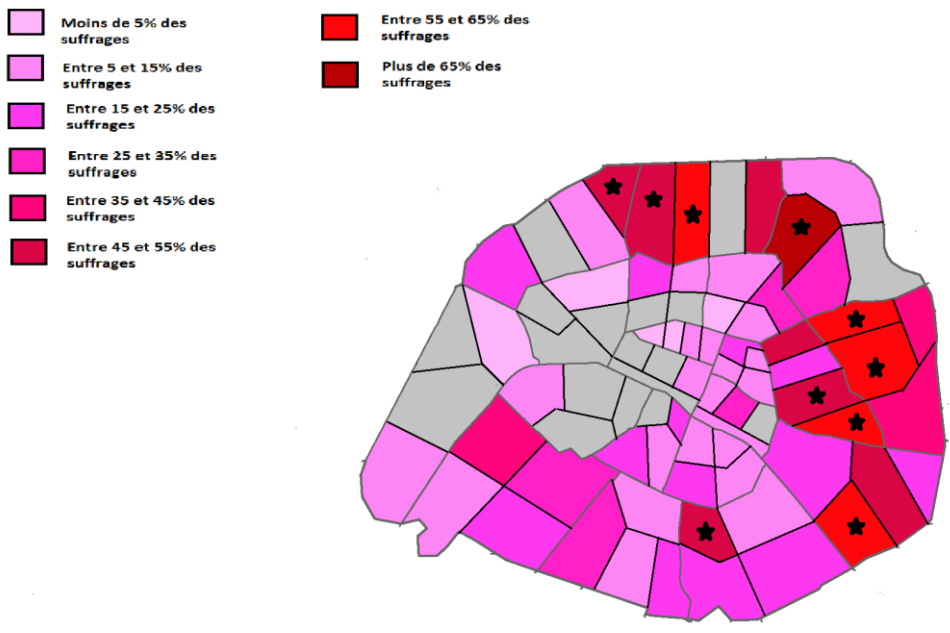 Moins de 5% des
suffrages
Entre 5 et 15% des
suffrages
Entre 15 et 25% des
suffrages
Entre 25 et 35% des
suffrages
Entre 35 et 45% des
suffrages
Entre 45 et 55% des
suffrages
Entre 55 et 65% des
suffrages
Plus de 65% des
suffrages